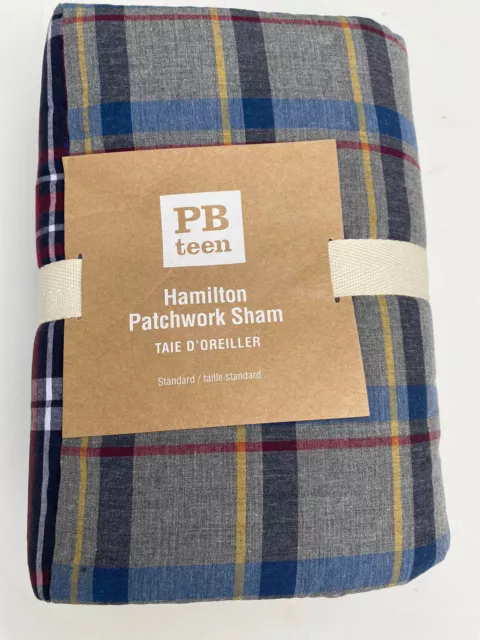 PB
teen
Hamilton
Patchwork Sham
TAIE D'OREILLER
Standard / taille standard